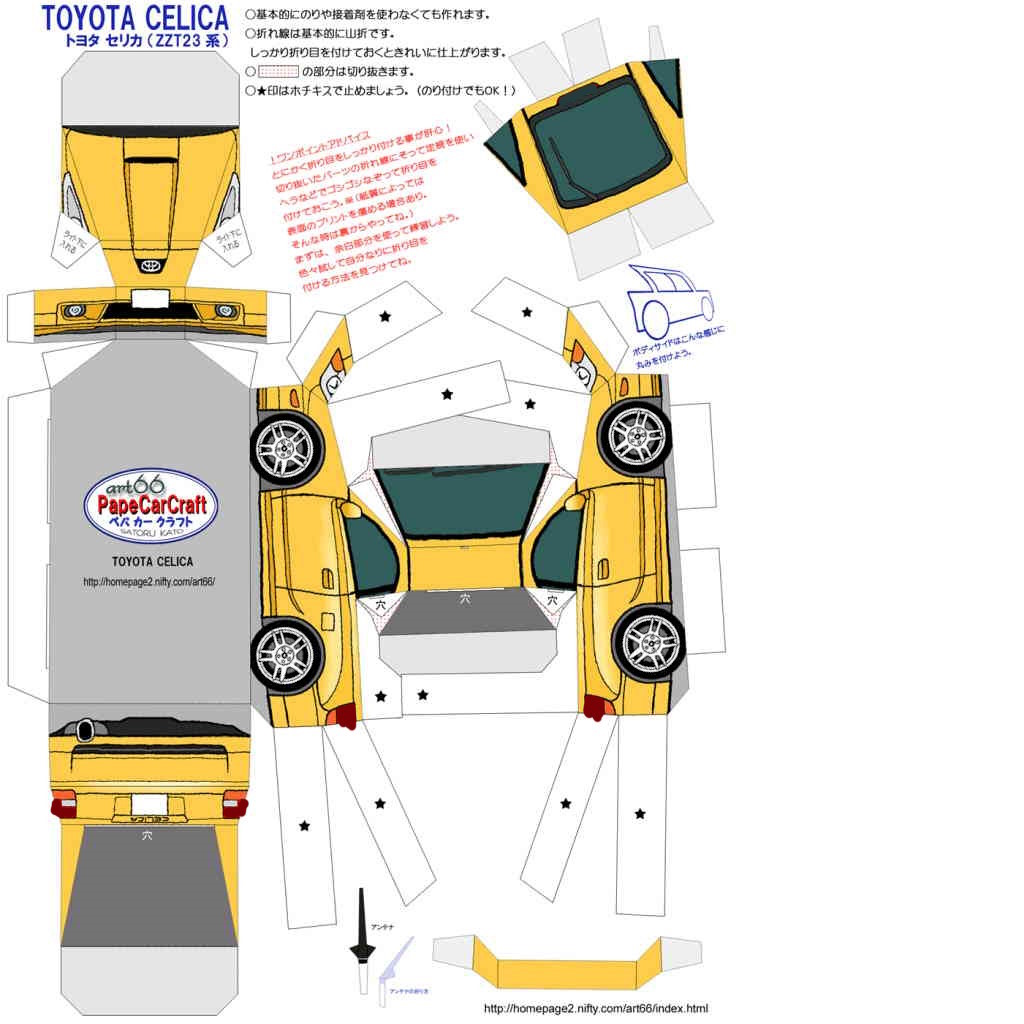 TOYOTA CELICA
トヨタ セリカ (ZZT23 系)
○基本的にのりや接着剤を使わなくても作れます。
○折れ線は基本的に山折です。
しっかり折り目を付けておくときれいに仕上がります。
○ の部分は切り抜きます。
○★印はホチキスで止めましょう。(のり付けでもOK!)
!ワンポイントアドバイス
とにかく折り目をしっかり付ける事が肝心!
切り抜いたパーツの折れ線にそって定規を使い
ヘラなどでゴシゴシなぞって折り目を
付けておこう。※(紙質によっては
表面のプリントを痛める場合あり。
そんな時は裏からやってね。)
まずは、余白部分を使って練習しよう。
色々試して自分なりに折り目を
付ける方法を見つけてね。
ライト下に
入れる
ライト下に
入れる
ボディサイドはこんな感じに
丸みを付けよう。
★
★
★
★
art66
PapeCarCraft
ペパ カー クラフト
SATORU KATO
TOYOTA CELICA
http://homepage2.nifty.com/art66/
穴
穴
穴
★
★
★
★
★
★
穴
アンテナ
アンテナの折り方
http://homepage2.nifty.com/art66/index.html